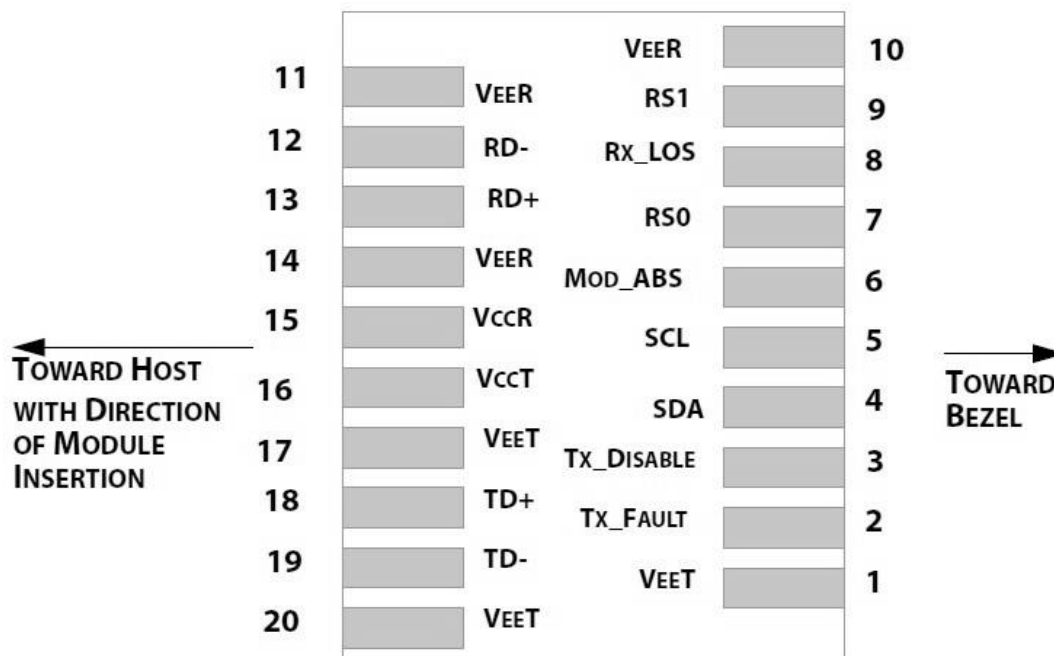 VEER 10
11 VEER
RS1 9
12 RD-
RX_LOS 8
13 RD+
RS0 7
14 VEER
MOD_ABS 6
15 VCCR
SCL 5
TOWARD HOST
WITH DIRECTION
OF MODULE
INSERTION
TOWARD
BEZEL
16 VCCT
SDA 4
17 VEET
TX_DISABLE 3
18 TD+
TX_FAULT 2
19 TD-
VEET 1
20 VEET